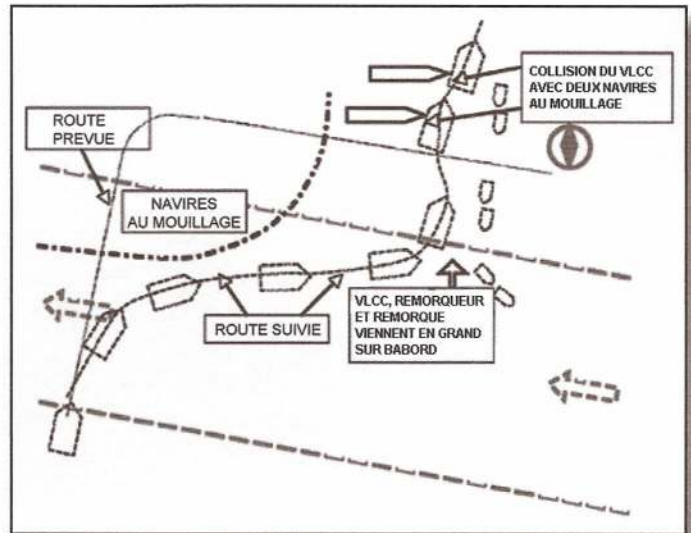 COLLISION DU VLCC
AVEC DEUX NAVIRES
AU MOUILLAGE
ROUTE
PREVUE
NAVIRES
AU MOUILLAGE
ROUTE SUIVIE
VLCC, REMORQUEUR
ET REMORQUE
VIENNENT EN GRAND
SUR BABORD